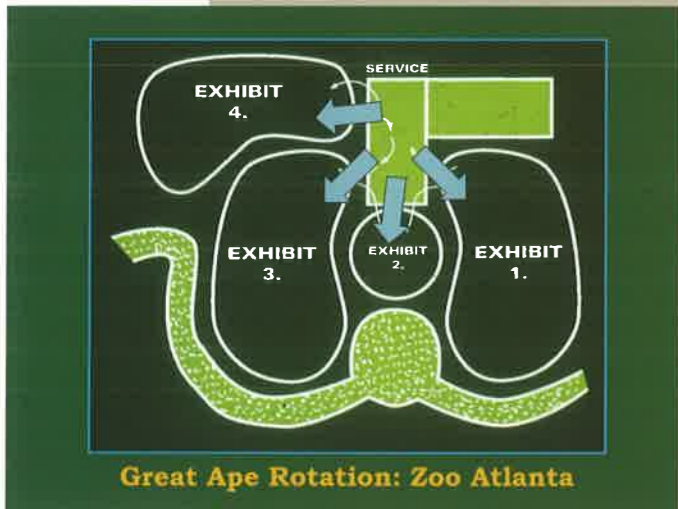 SERVICE
EXHIBIT
4.
EXHIBIT
3.
EXHIBIT
2.
EXHIBIT
1.
Great Ape Rotation: Zoo Atlanta